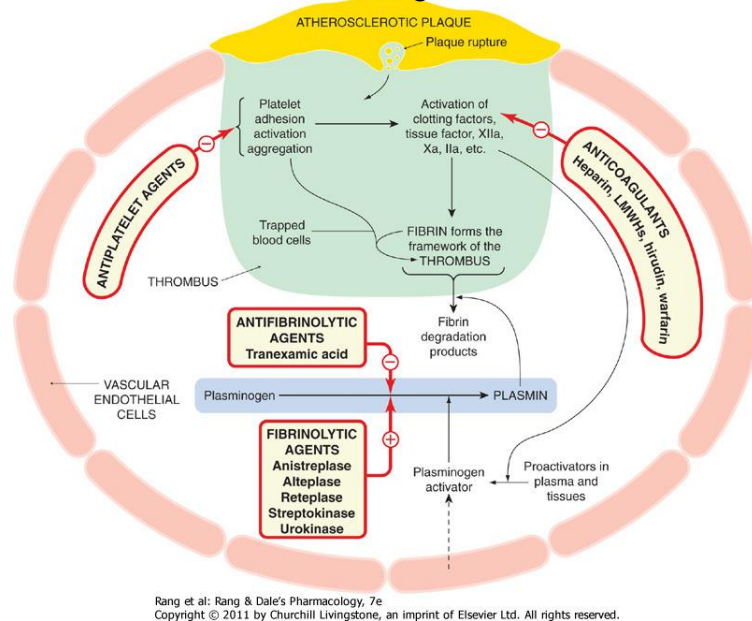 ATHEROSCLEROTIC PLAQUE
Plaque rupture
Platelet
adhesion
activation
aggregation
Activation of
clotting factors,
tissue factor, XIIa,
Xa, IIa, etc.
ANTIPLATELET AGENTS
ANTICOAGULANTS
Heparin, LMWHs, hirudin, warfarin
Trapped
blood cells
FIBRIN forms the
framework of the
THROMBUS
THROMBUS
ANTIFIBRINOLYTIC
AGENTS
Tranexamic acid
Fibrin
degradation
products
VASCULAR
ENDOTHELIAL
CELLS
Plasminogen
PLASMIN
FIBRINOLYTIC
AGENTS
Anistreplase
Alteplase
Reteplase
Streptokinase
Urokinase
Plasminogen
activator
Proactivators in
plasma and
tissues
Rang et al: Rang & Dale's Pharmacology, 7e
Copyright © 2011 by Churchill Livingstone, an imprint of Elsevier Ltd. All rights reserved.